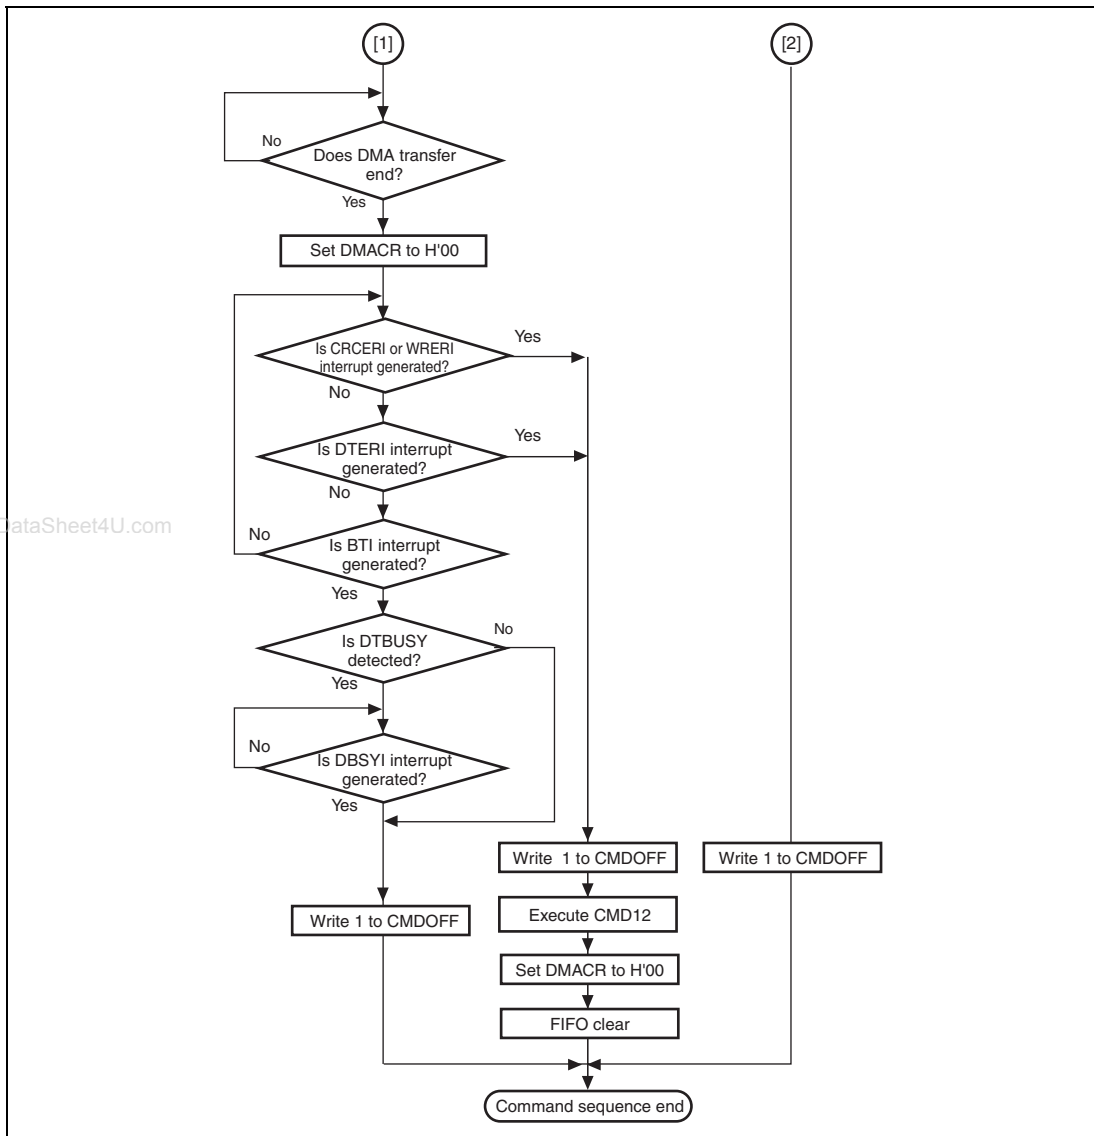 [1]
[2]
No
Does DMA transfer
end?
Yes
Set DMACR to H'00
Is CRCERI or WRERI
interrupt generated?
Yes
No
Is DTERI interrupt
generated?
Yes
No
Is BTI interrupt
generated?
No
Yes
Is DTBUSY
detected?
No
Yes
Is DBSYI interrupt
generated?
No
Yes
Write 1 to CMDOFF
Write 1 to CMDOFF
Write 1 to CMDOFF
Execute CMD12
Set DMACR to H'00
FIFO clear
Command sequence end
DataSheet4U.com